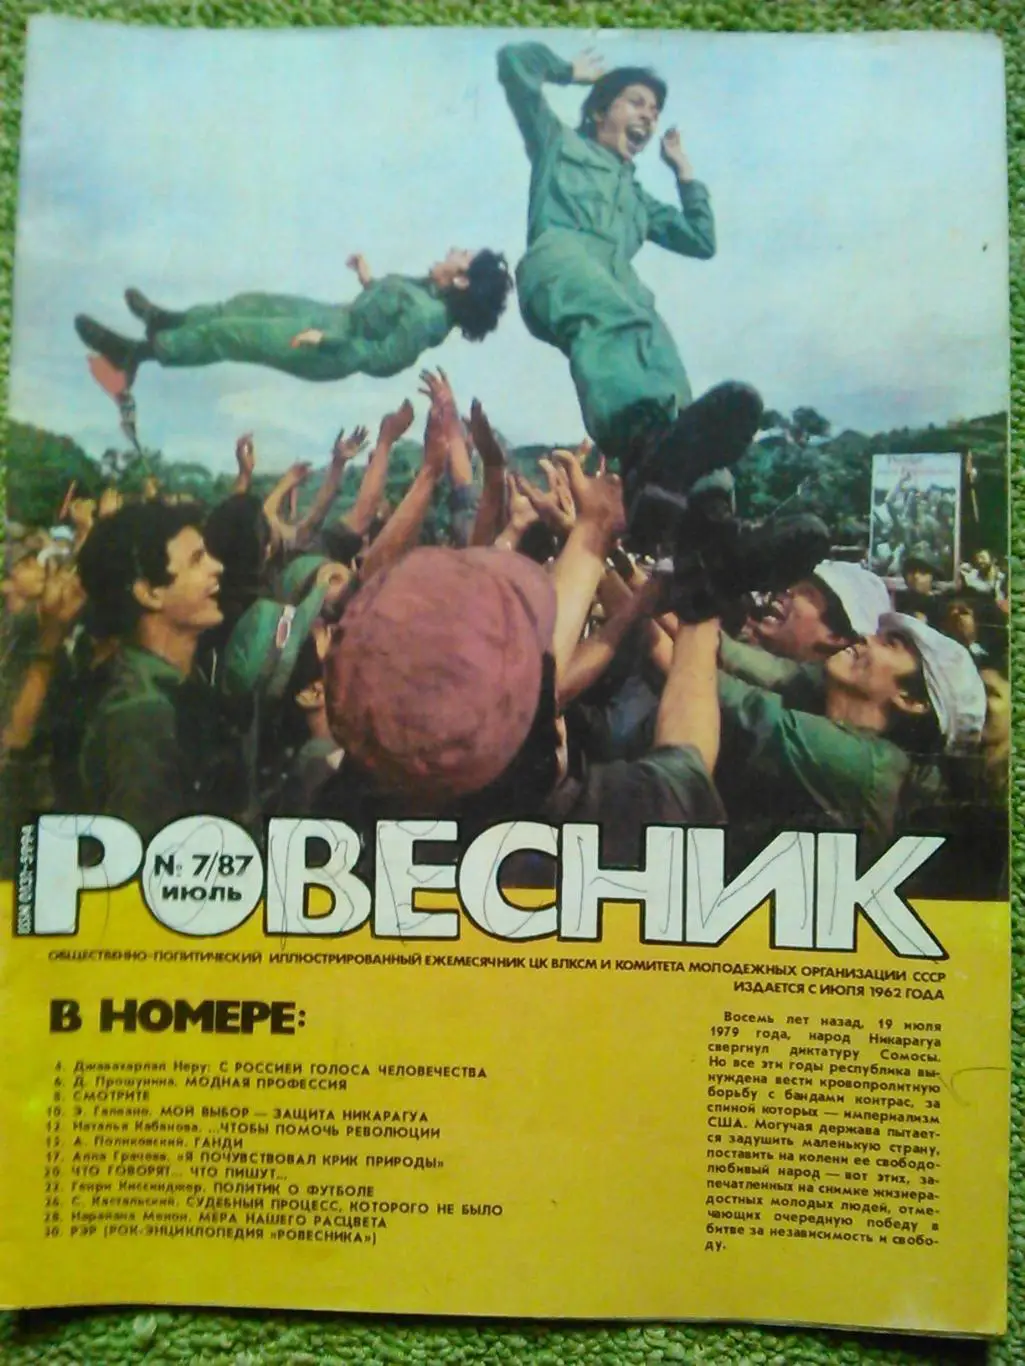 РОВЕСНИК
№ 7/87
ИЮЛЬ
ОБЩЕСТВЕННО-ПОЛИТИЧЕСКИЙ ИЛЛЮСТРИРОВАННЫЙ ЕЖЕМЕСЯЧНИК ЦК ВЛКСМ И КОМИТЕТА МОЛОДЕЖНЫХ ОРГАНИЗАЦИИ СССР
ИЗДАЕТСЯ С ИЮЛЯ 1962 ГОДА
В НОМЕРЕ:
4. Джавахарлал Неру: С РОССИЕЙ ГОЛОСА ЧЕЛОВЕЧЕСТВА
6. Д. Прошунина. МОДНАЯ ПРОФЕССИЯ
8. СМОТРИТЕ
10. Э. Галеано. МОЙ ВЫБОР — ЗАЩИТА НИКАРАГУА
12. Наталья Кабанова. ...ЧТОБЫ ПОМОЧЬ РЕВОЛЮЦИИ
15. А. Поликовский. ГАНДИ
17. Алла Грачева. «Я ПОЧУВСТВОВАЛ КРИК ПРИРОДЫ»
20. ЧТО ГОВОРЯТ... ЧТО ПИШУТ...
22. Генри Киссинджер. ПОЛИТИК О ФУТБОЛЕ
26. С. Кастальский. СУДЕБНЫЙ ПРОЦЕСС, КОТОРОГО НЕ БЫЛО
28. Нарайана Менон. МЕРА НАШЕГО РАСЦВЕТА
30. РЭР (РОК-ЭНЦИКЛОПЕДИЯ «РОВЕСНИКА»)
Восемь лет назад, 19 июля
1979 года, народ Никарагуа
свергнул диктатуру Сомосы.
Но все эти годы республика вы-
нуждена вести кровопролитную
борьбу с бандами контрас, за
спиной которых — империализм
США. Могучая держава пытает-
ся задушить маленькую страну,
поставить на колени ее свободо-
любивый народ — вот этих, за-
печатленных на снимке жизнера-
достных молодых людей, отме-
чающих очередную победу в
битве за независимость и свобо-
ду.